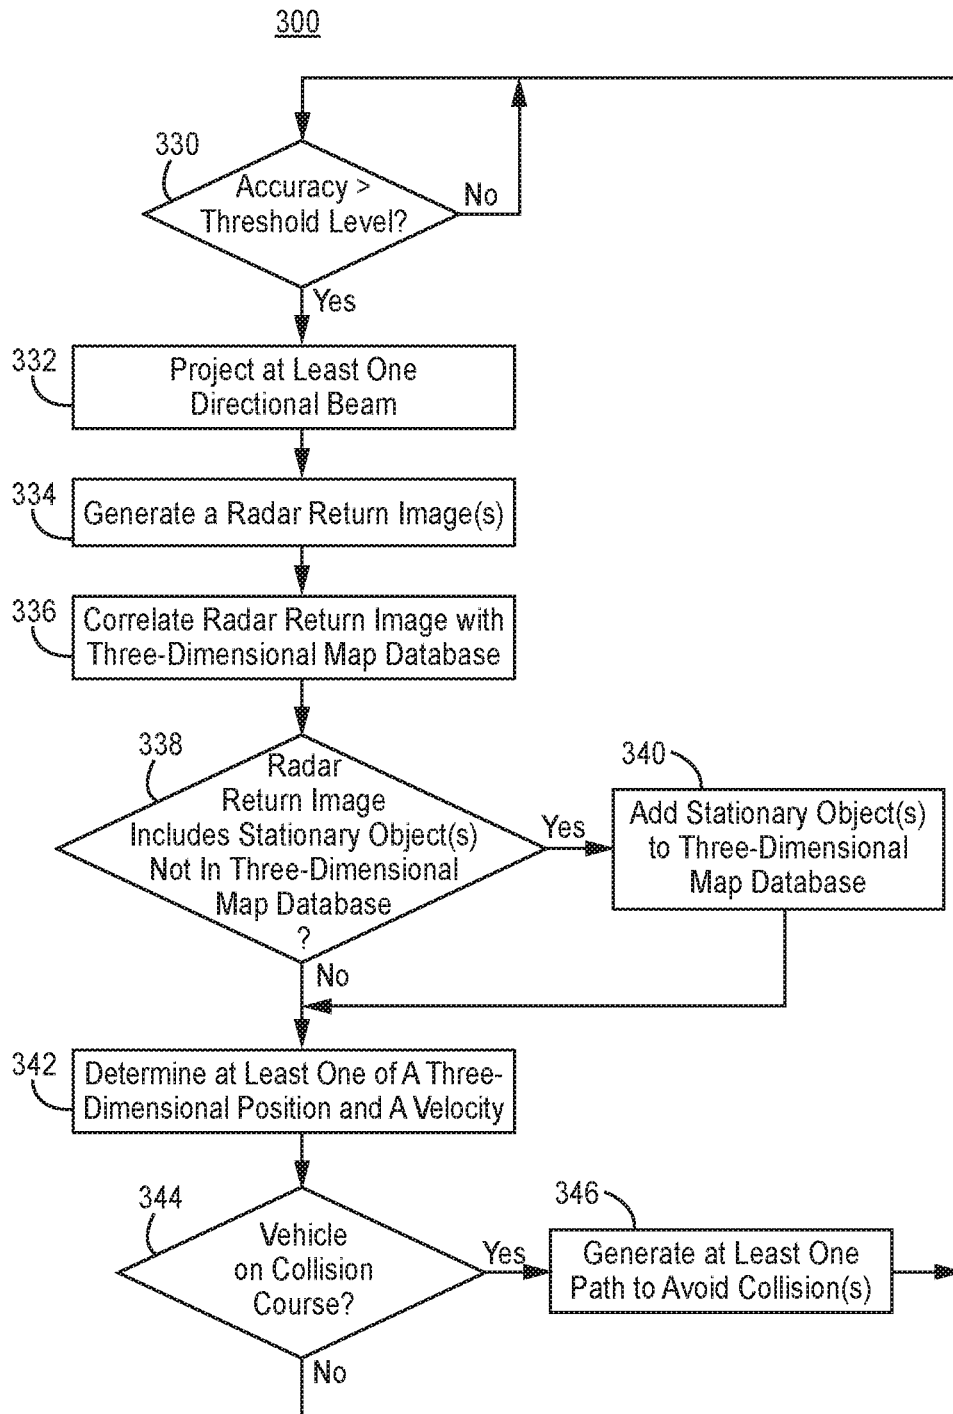 300
330
Accuracy >
Threshold Level?
No
Yes
332
Project at Least One
Directional Beam
334
Generate a Radar Return Image(s)
336
Correlate Radar Return Image with
Three-Dimensional Map Database
338
Radar
Return Image
Includes Stationary Object(s)
Not In Three-Dimensional
Map Database
?
Yes
340
Add Stationary Object(s)
to Three-Dimensional
Map Database
No
342
Determine at Least One of A Three-
Dimensional Position and A Velocity
344
Vehicle
on Collision
Course?
Yes
346
Generate at Least One
Path to Avoid Collision(s)
No